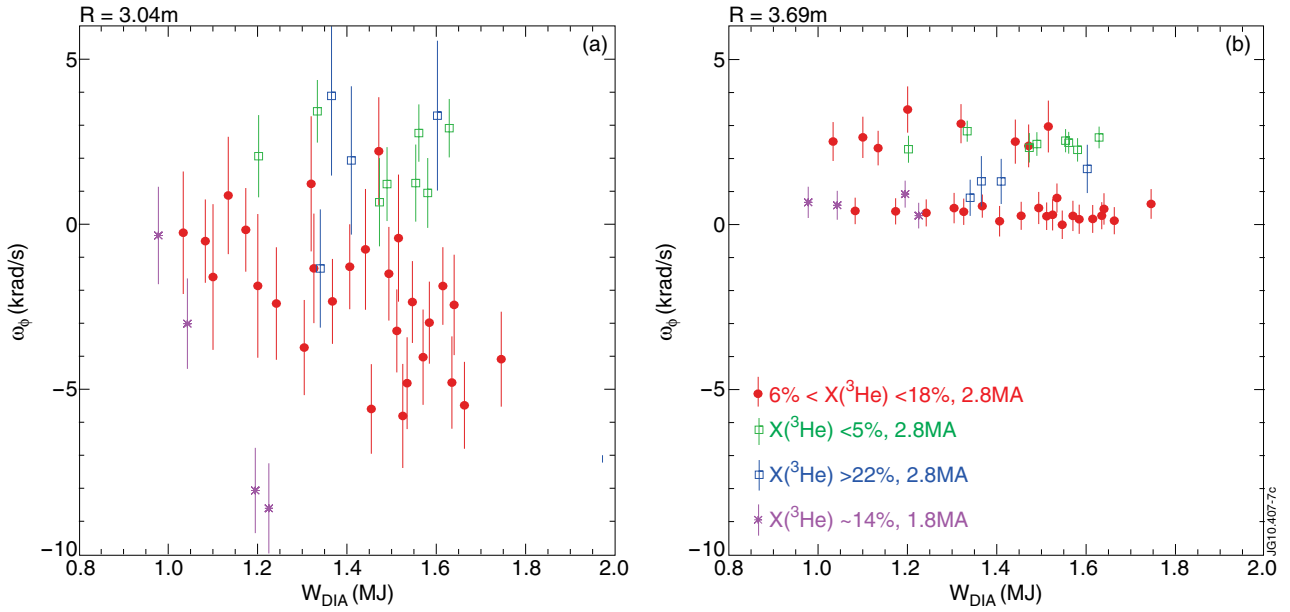 R = 3.04m
(a)
5
0
−5
−10
ωϕ (krad/s)
0.8 1.0 1.2 1.4 1.6 1.8 2.0
WDIA (MJ)
R = 3.69m
(b)
5
0
−5
−10
ωϕ (krad/s)
6% < X(³He) <18%, 2.8MA
X(³He) <5%, 2.8MA
X(³He) >22%, 2.8MA
X(³He) ~14%, 1.8MA
0.8 1.0 1.2 1.4 1.6 1.8 2.0
WDIA (MJ)
JG10.407-7c